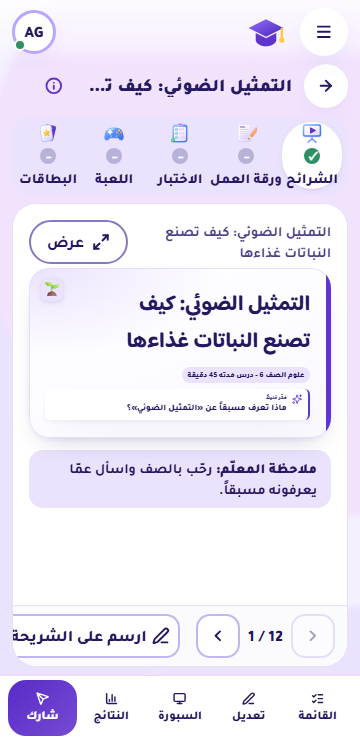 AG
التمثيل الضوئي: كيف ت...
الشرائح
ورقة العمل
الاختبار
اللعبة
البطاقات
التمثيل الضوئي: كيف تصنع
النباتات غذاءها
عرض
التمثيل الضوئي: كيف
تصنع النباتات غذاءها
علوم الصف 6 - درس مدته 45 دقيقة
ماذا تعرف مسبقاً عن «التمثيل الضوئي»؟
ملاحظة المعلّم: رحّب بالصف واسأل عمّا
يعرفونه مسبقاً.
1 / 12
ارسم على الشريحة
القائمة
تعديل
السبورة
النتائج
شارك